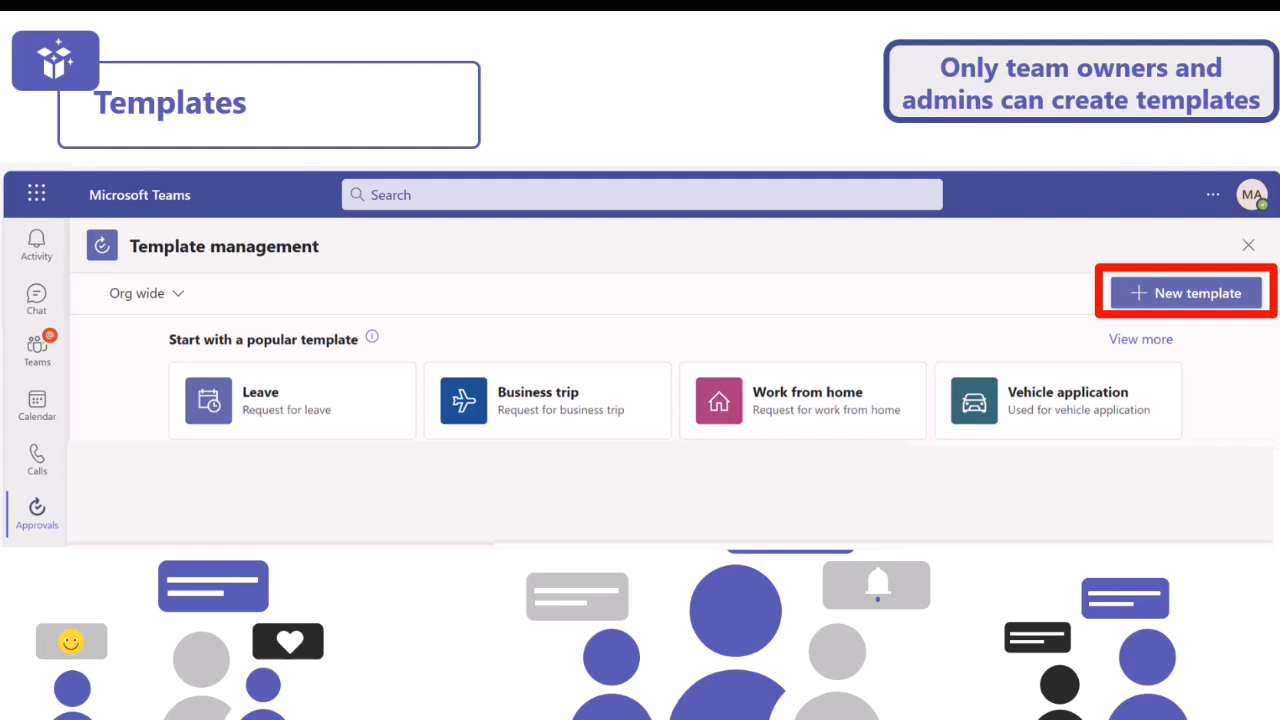 Templates
Only team owners and
admins can create templates
Microsoft Teams
Search
MA
Activity
Template management
Org wide
New template
Chat
Start with a popular template
View more
@
Teams
Leave
Request for leave
Business trip
Request for business trip
Work from home
Request for work from home
Vehicle application
Used for vehicle application
Calendar
Calls
Approvals